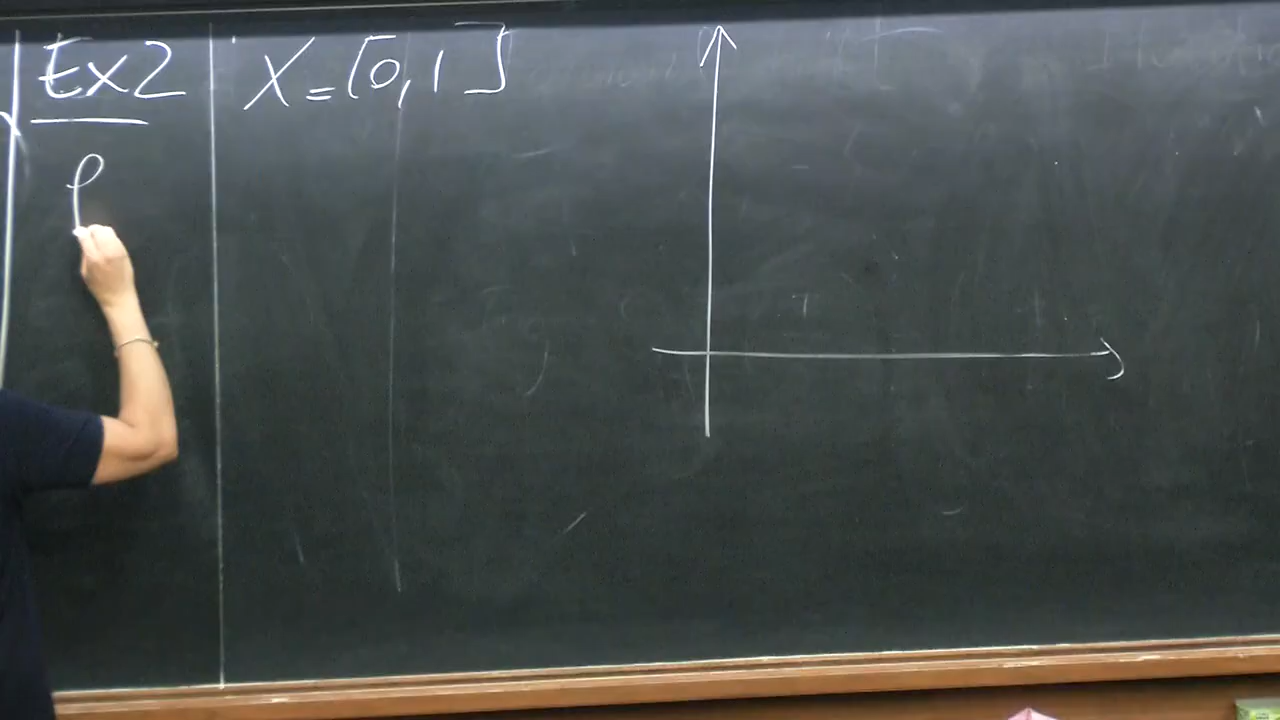 Ex2
X = [0,1]